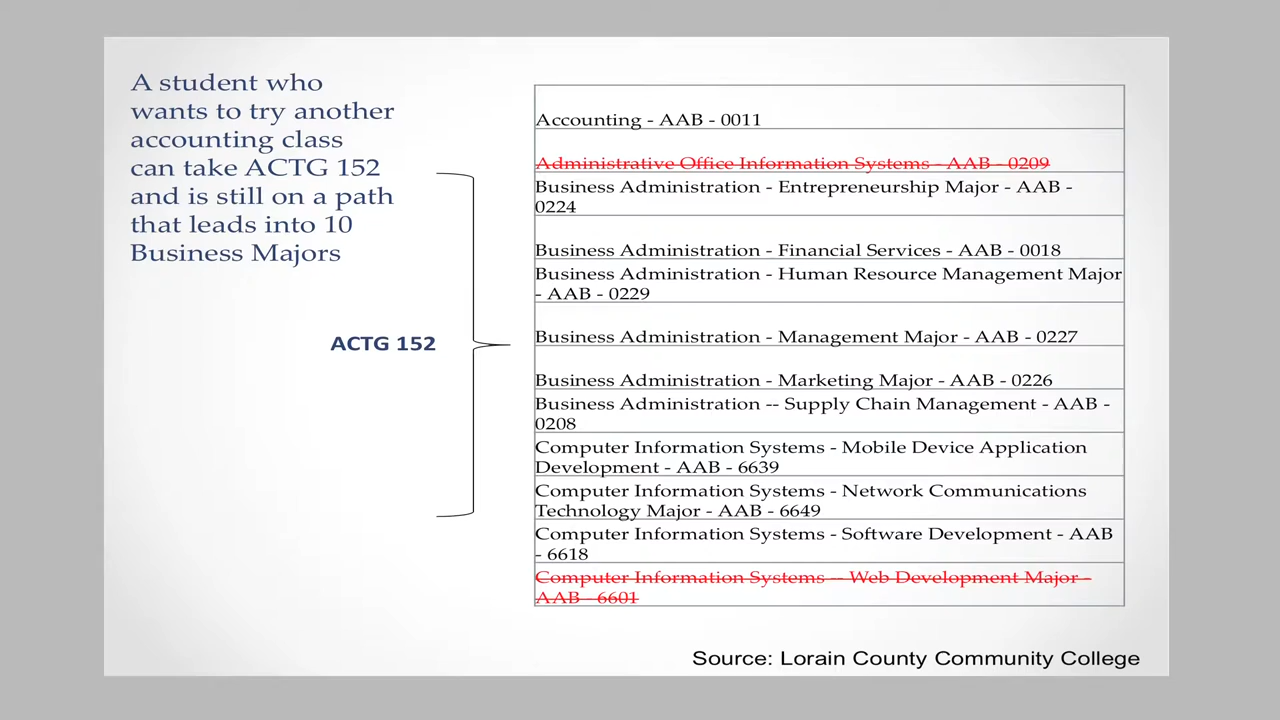 A student who
wants to try another
accounting class
can take ACTG 152
and is still on a path
that leads into 10
Business Majors
ACTG 152
Accounting - AAB - 0011
Administrative Office Information Systems - AAB - 0209
Business Administration - Entrepreneurship Major - AAB -
0224
Business Administration - Financial Services - AAB - 0018
Business Administration - Human Resource Management Major
- AAB - 0229
Business Administration - Management Major - AAB - 0227
Business Administration - Marketing Major - AAB - 0226
Business Administration -- Supply Chain Management - AAB -
0208
Computer Information Systems - Mobile Device Application
Development - AAB - 6639
Computer Information Systems - Network Communications
Technology Major - AAB - 6649
Computer Information Systems - Software Development - AAB
- 6618
Computer Information Systems -- Web Development Major -
AAB - 6601
Source: Lorain County Community College